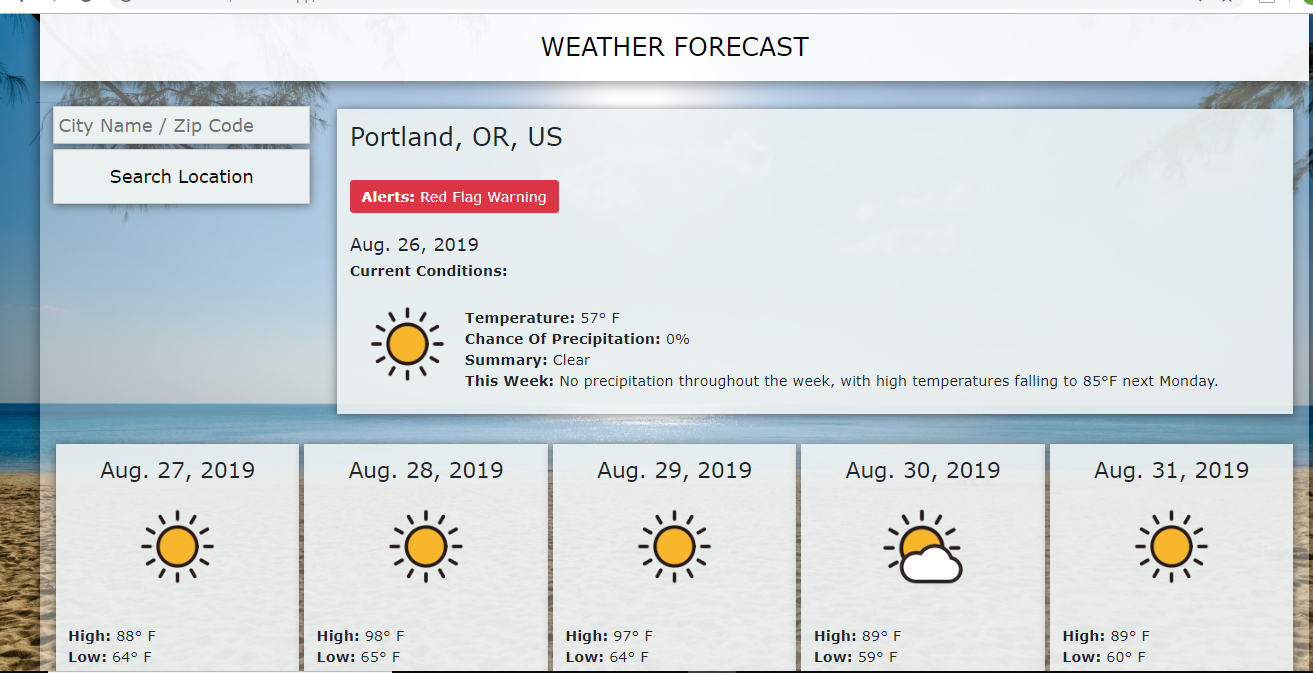 WEATHER FORECAST
City Name / Zip Code
Search Location
Portland, OR, US
Alerts: Red Flag Warning
Aug. 26, 2019
Current Conditions:
Temperature: 57° F
Chance Of Precipitation: 0%
Summary: Clear
This Week: No precipitation throughout the week, with high temperatures falling to 85°F next Monday.
Aug. 27, 2019
High: 88° F
Low: 64° F
Aug. 28, 2019
High: 98° F
Low: 65° F
Aug. 29, 2019
High: 97° F
Low: 64° F
Aug. 30, 2019
High: 89° F
Low: 59° F
Aug. 31, 2019
High: 89° F
Low: 60° F